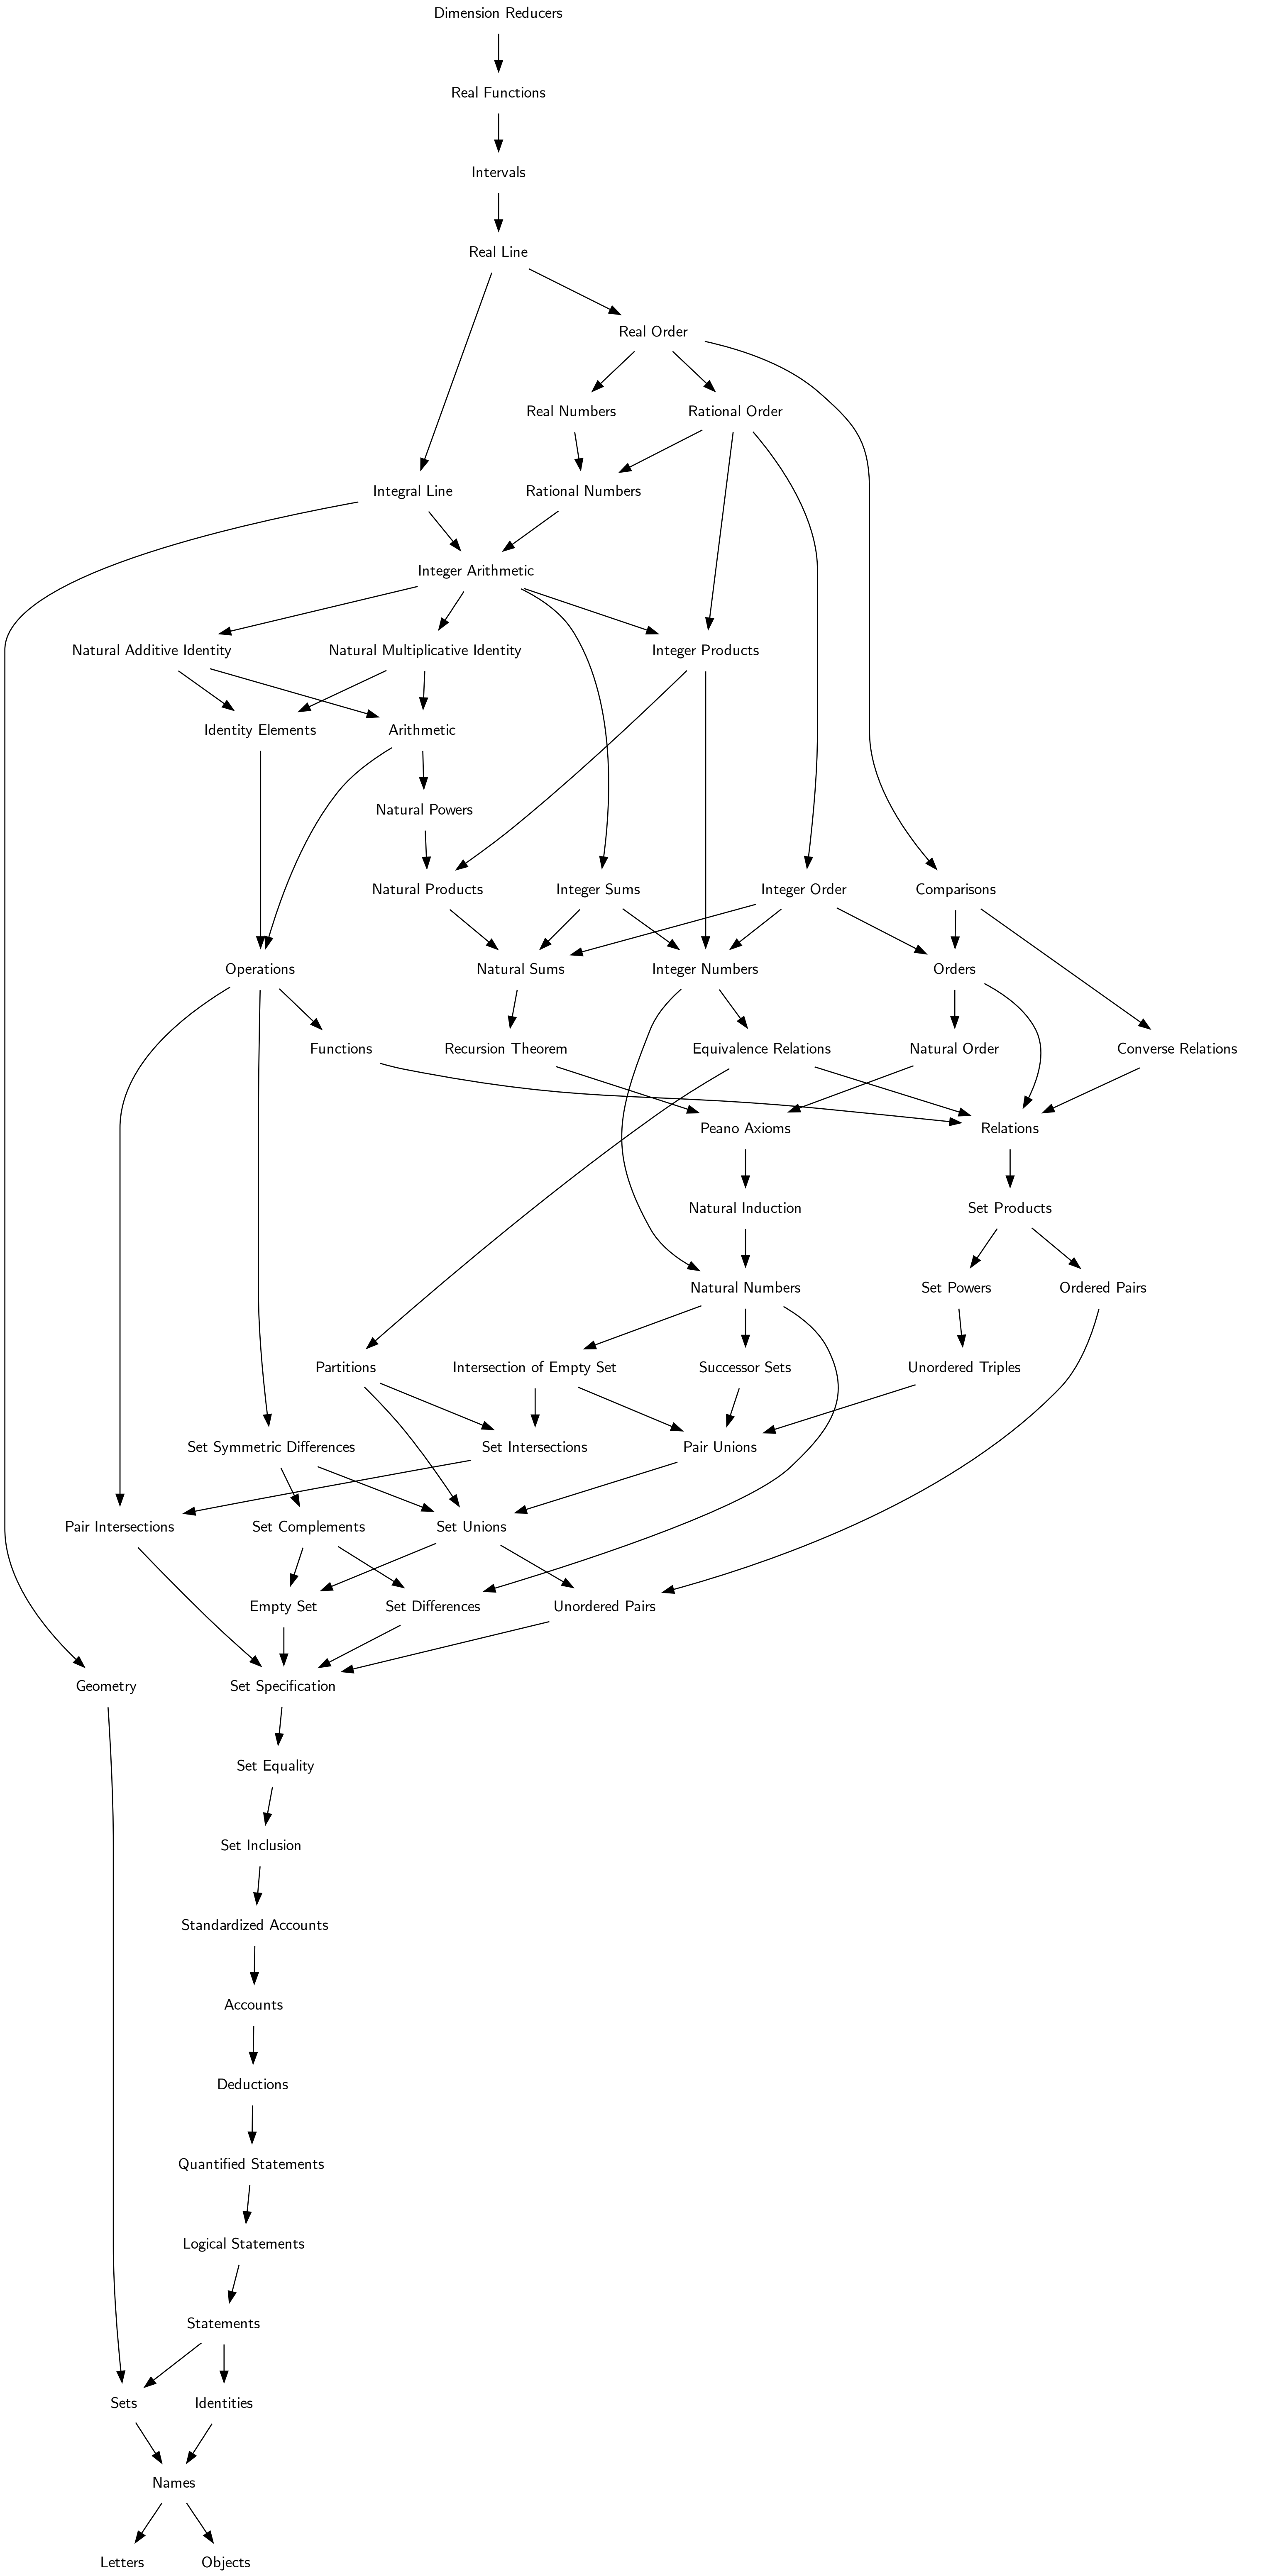 Dimension Reducers
Real Functions
Intervals
Real Line
Real Order
Real Numbers
Rational Order
Integral Line
Rational Numbers
Integer Arithmetic
Natural Additive Identity
Natural Multiplicative Identity
Integer Products
Identity Elements
Arithmetic
Natural Powers
Natural Products
Integer Sums
Integer Order
Comparisons
Operations
Natural Sums
Integer Numbers
Orders
Functions
Recursion Theorem
Equivalence Relations
Natural Order
Converse Relations
Peano Axioms
Relations
Natural Induction
Set Products
Natural Numbers
Set Powers
Ordered Pairs
Partitions
Intersection of Empty Set
Successor Sets
Unordered Triples
Set Symmetric Differences
Set Intersections
Pair Unions
Pair Intersections
Set Complements
Set Unions
Empty Set
Set Differences
Unordered Pairs
Geometry
Set Specification
Set Equality
Set Inclusion
Standardized Accounts
Accounts
Deductions
Quantified Statements
Logical Statements
Statements
Sets
Identities
Names
Letters
Objects